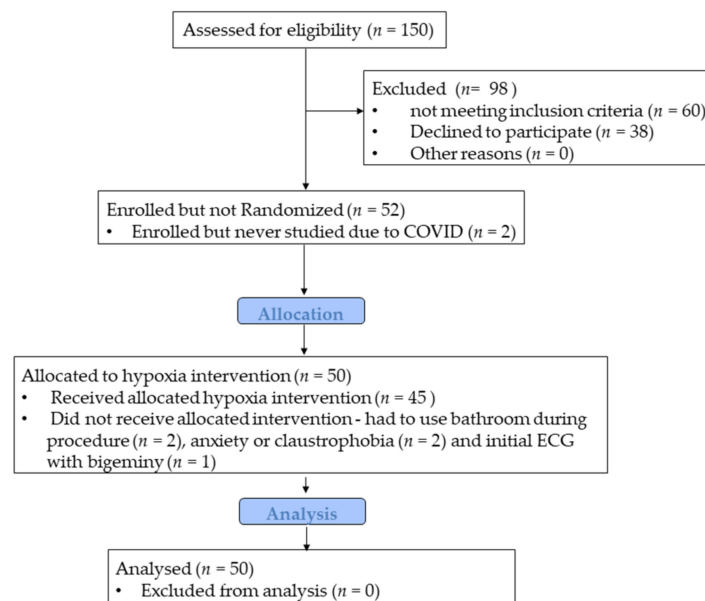 Assessed for eligibility (n = 150)
Excluded (n= 98 )
• not meeting inclusion criteria (n = 60)
• Declined to participate (n = 38)
• Other reasons (n = 0)
Enrolled but not Randomized (n = 52)
• Enrolled but never studied due to COVID (n = 2)
Allocation
Allocated to hypoxia intervention (n = 50)
• Received allocated hypoxia intervention (n = 45 )
• Did not receive allocated intervention - had to use bathroom during
procedure (n = 2), anxiety or claustrophobia (n = 2) and initial ECG
with bigeminy (n = 1)
Analysis
Analysed (n = 50)
• Excluded from analysis (n = 0)